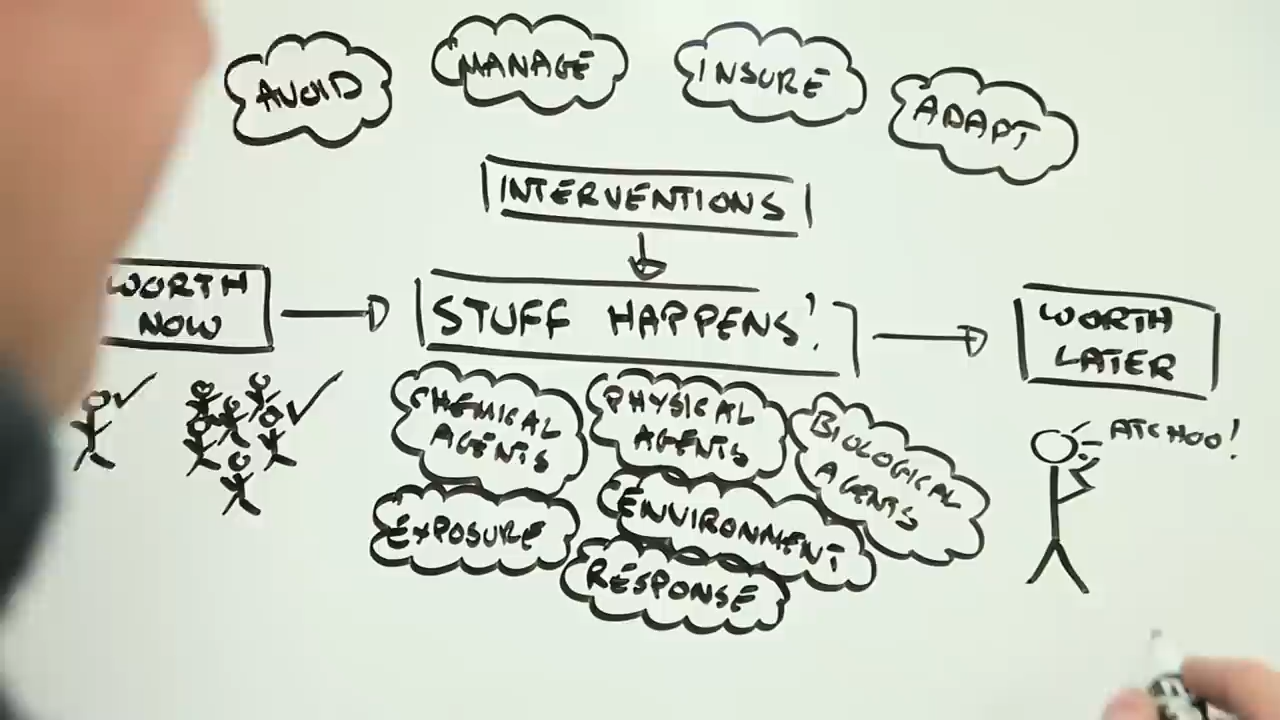 AVOID
MANAGE
INSURE
ADAPT
INTERVENTIONS
WORTH
NOW
STUFF HAPPENS!
WORTH
LATER
CHEMICAL
AGENTS
PHYSICAL
AGENTS
BIOLOGICAL
AGENTS
ATCHOO!
EXPOSURE
ENVIRONMENT
RESPONSE